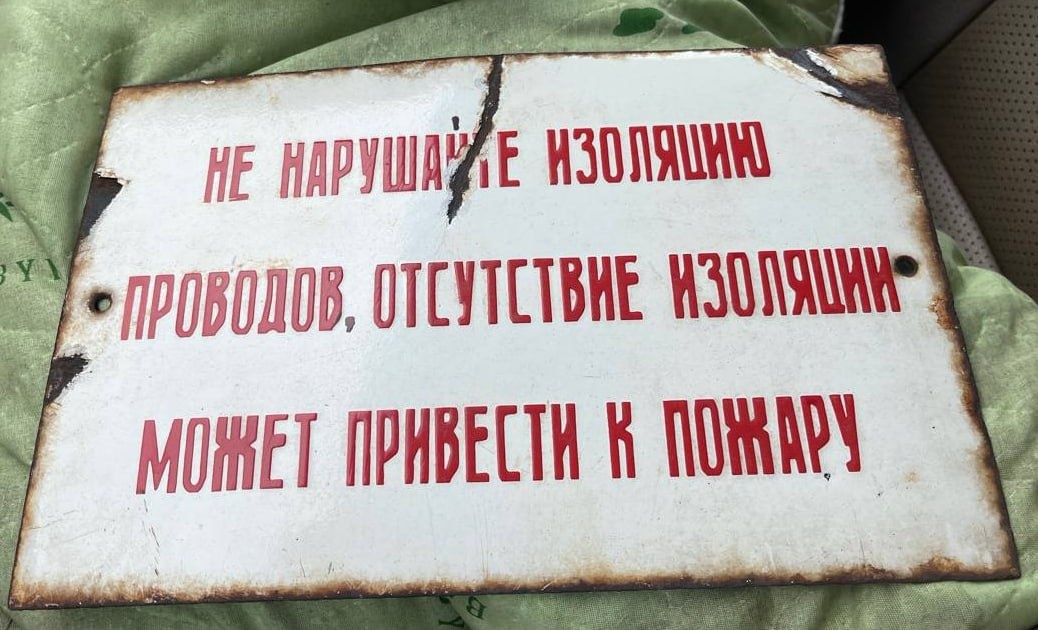 НЕ НАРУШАЙТЕ ИЗОЛЯЦИЮ
ПРОВОДОВ, ОТСУТСТВИЕ ИЗОЛЯЦИИ
МОЖЕТ ПРИВЕСТИ К ПОЖАРУ